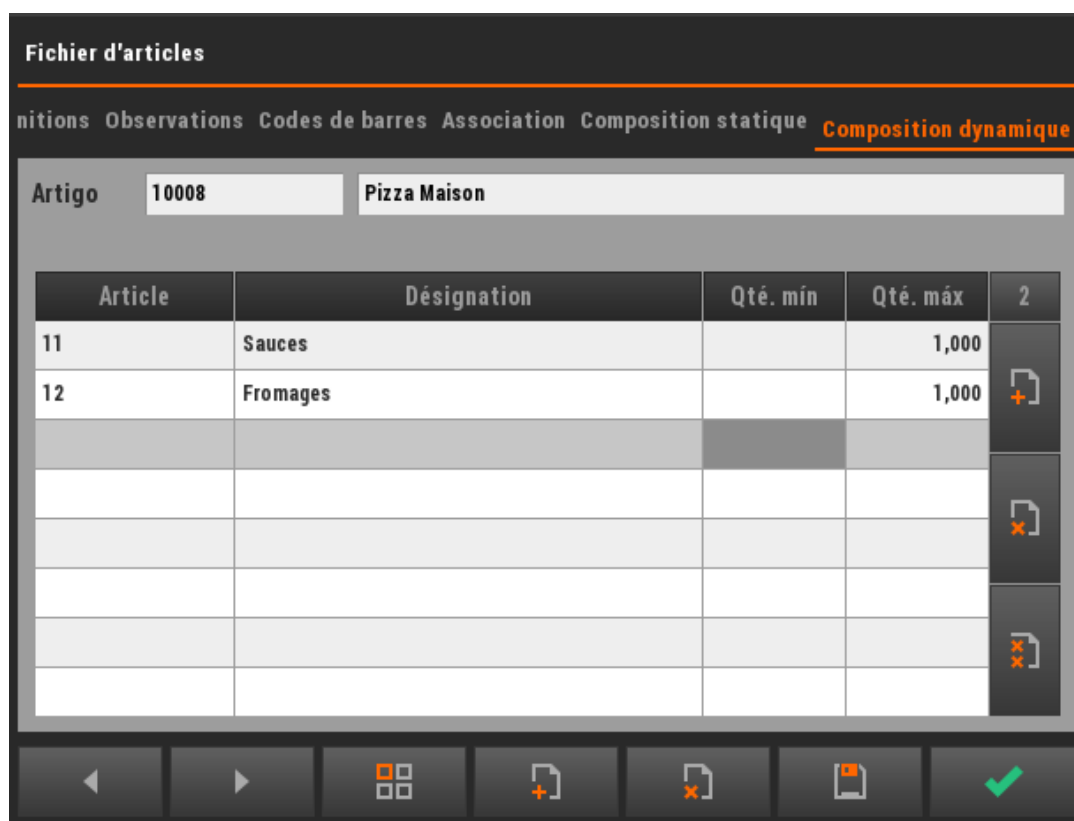 Fichier d'articles
nitions Observations Codes de barres Association Composition statique Composition dynamique
Artigo 10008 Pizza Maison
Article Désignation Qté. mín Qté. máx 2
11 Sauces 1,000
12 Fromages 1,000